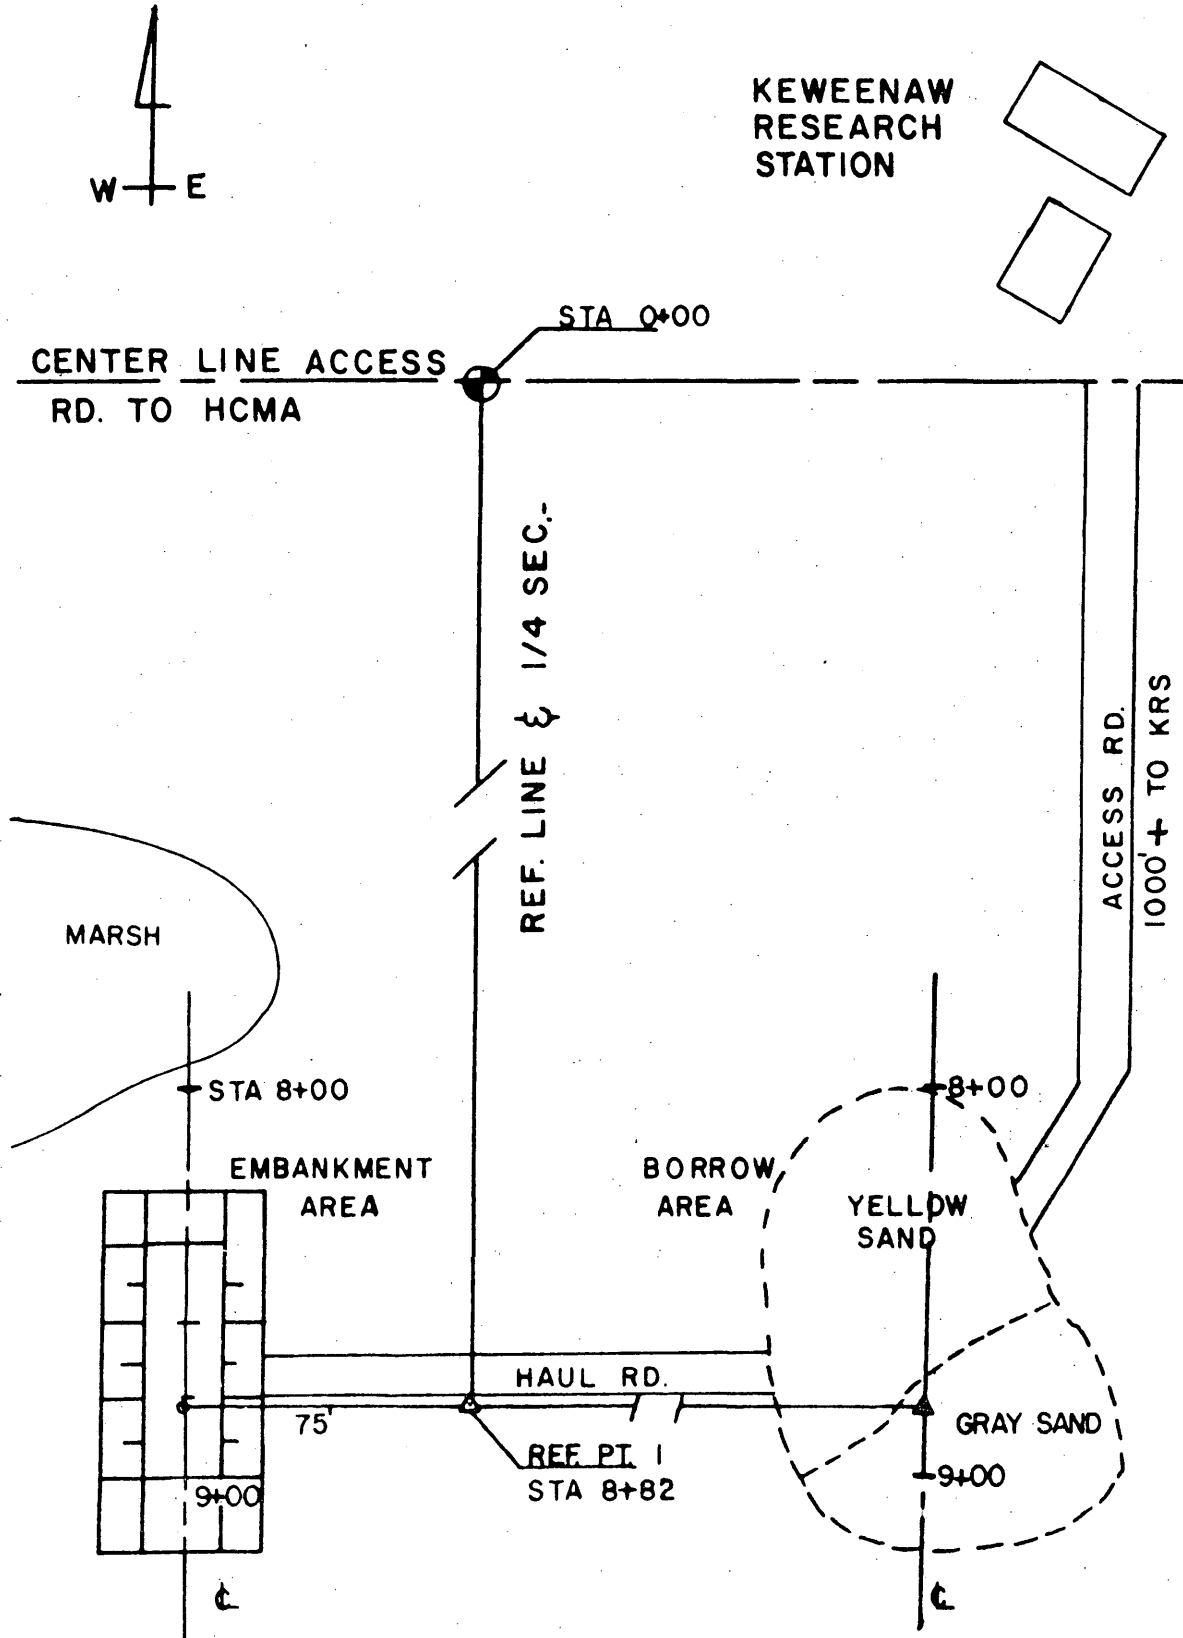 KEWEENAW
RESEARCH
STATION
W E
STA 0+00
CENTER LINE ACCESS
RD. TO HCMA
REF. LINE & 1/4 SEC.
ACCESS RD.
1000'+ TO KRS
MARSH
STA 8+00
8+00
EMBANKMENT
AREA
BORROW
AREA
YELLOW
SAND
HAUL RD.
75'
GRAY SAND
REF. PT. 1
STA 8+82
9+00
9+00
℄
℄